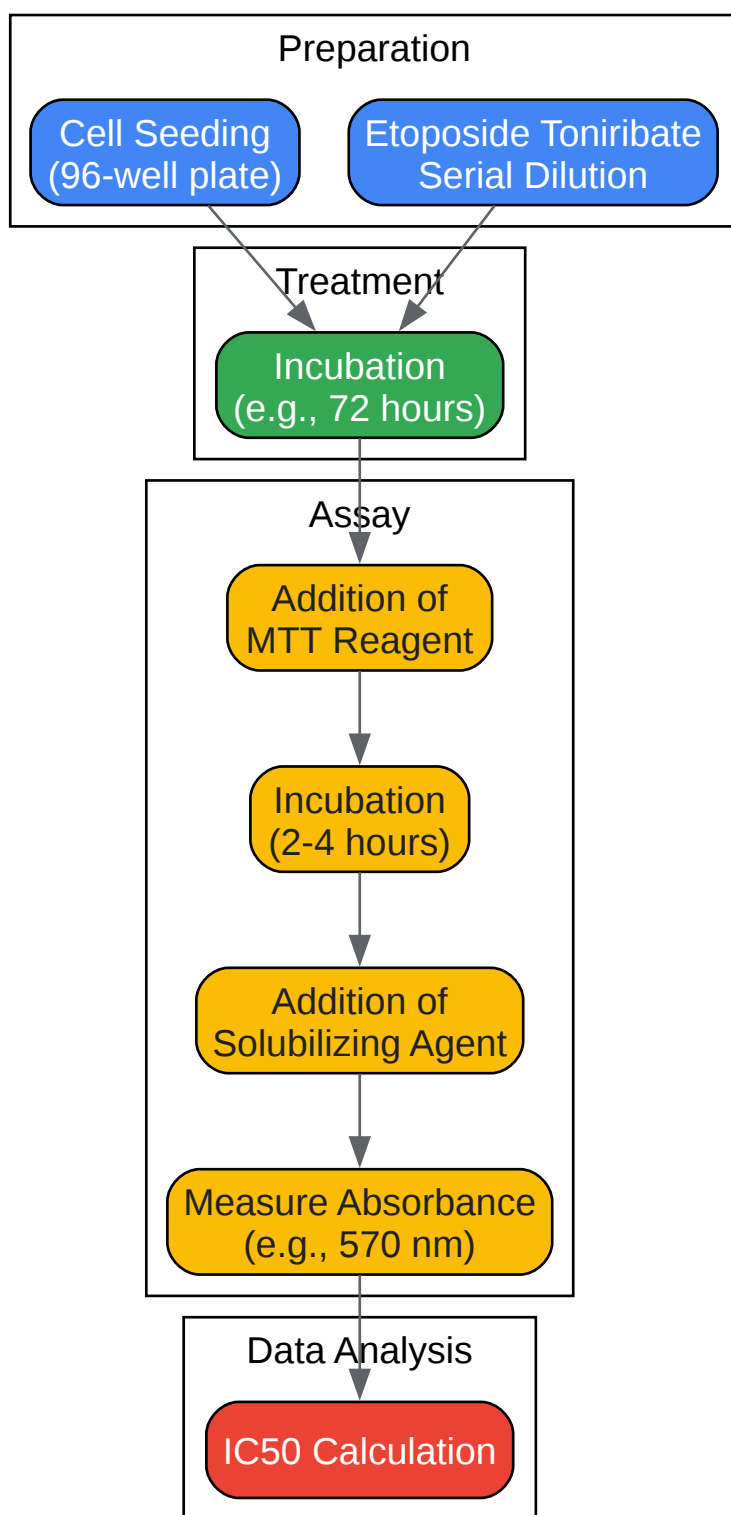 Preparation
Cell Seeding
(96-well plate)
Etoposide Toniribate
Serial Dilution
Treatment
Incubation
(e.g., 72 hours)
Assay
Addition of
MTT Reagent
Incubation
(2-4 hours)
Addition of
Solubilizing Agent
Measure Absorbance
(e.g., 570 nm)
Data Analysis
IC50 Calculation